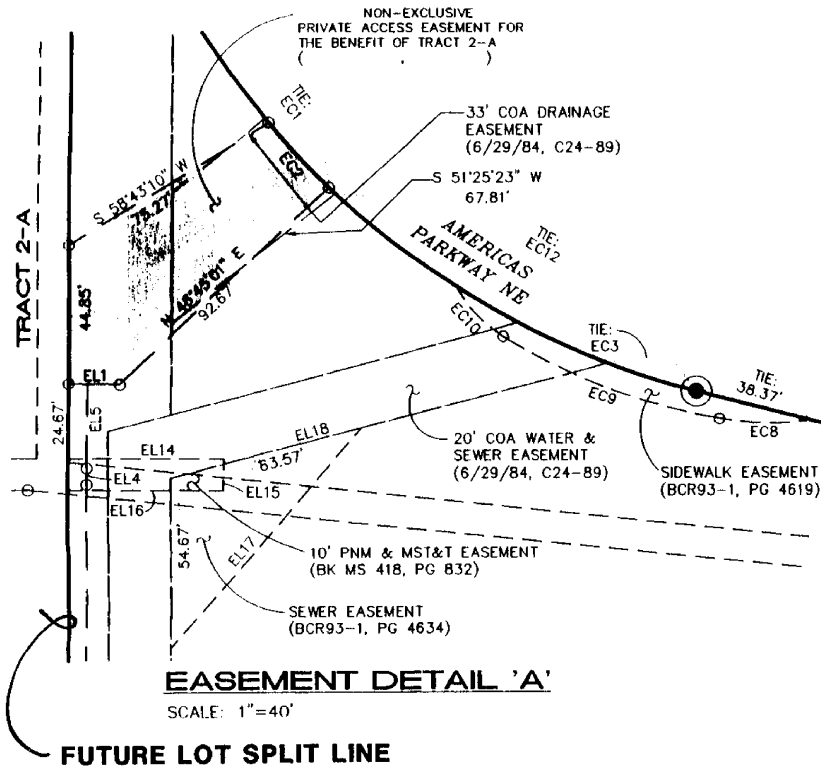 NON-EXCLUSIVE
PRIVATE ACCESS EASEMENT FOR
THE BENEFIT OF TRACT 2-A
( , )
TIE:
EC1
33' COA DRAINAGE
EASEMENT
(6/29/84, C24-89)
S 58°43'10" W
75.27'
EC2
S 51°25'23" W
67.81'
TRACT 2-A
44.85'
N 46°45'01" E
92.67'
AMERICAS
PARKWAY NE
TIE:
EC12
EC10
TIE:
EC3
TIE:
38.37'
EC9
EC8
EL1
EL5
24.67'
EL14
EL18
83.57'
EL4
EL15
EL16
20' COA WATER &
SEWER EASEMENT
(6/29/84, C24-89)
SIDEWALK EASEMENT
(BCR93-1, PG 4619)
54.67'
EL17
10' PNM & MST&T EASEMENT
(BK MS 418, PG 832)
SEWER EASEMENT
(BCR93-1, PG 4634)
EASEMENT DETAIL 'A'
SCALE: 1"=40'
FUTURE LOT SPLIT LINE